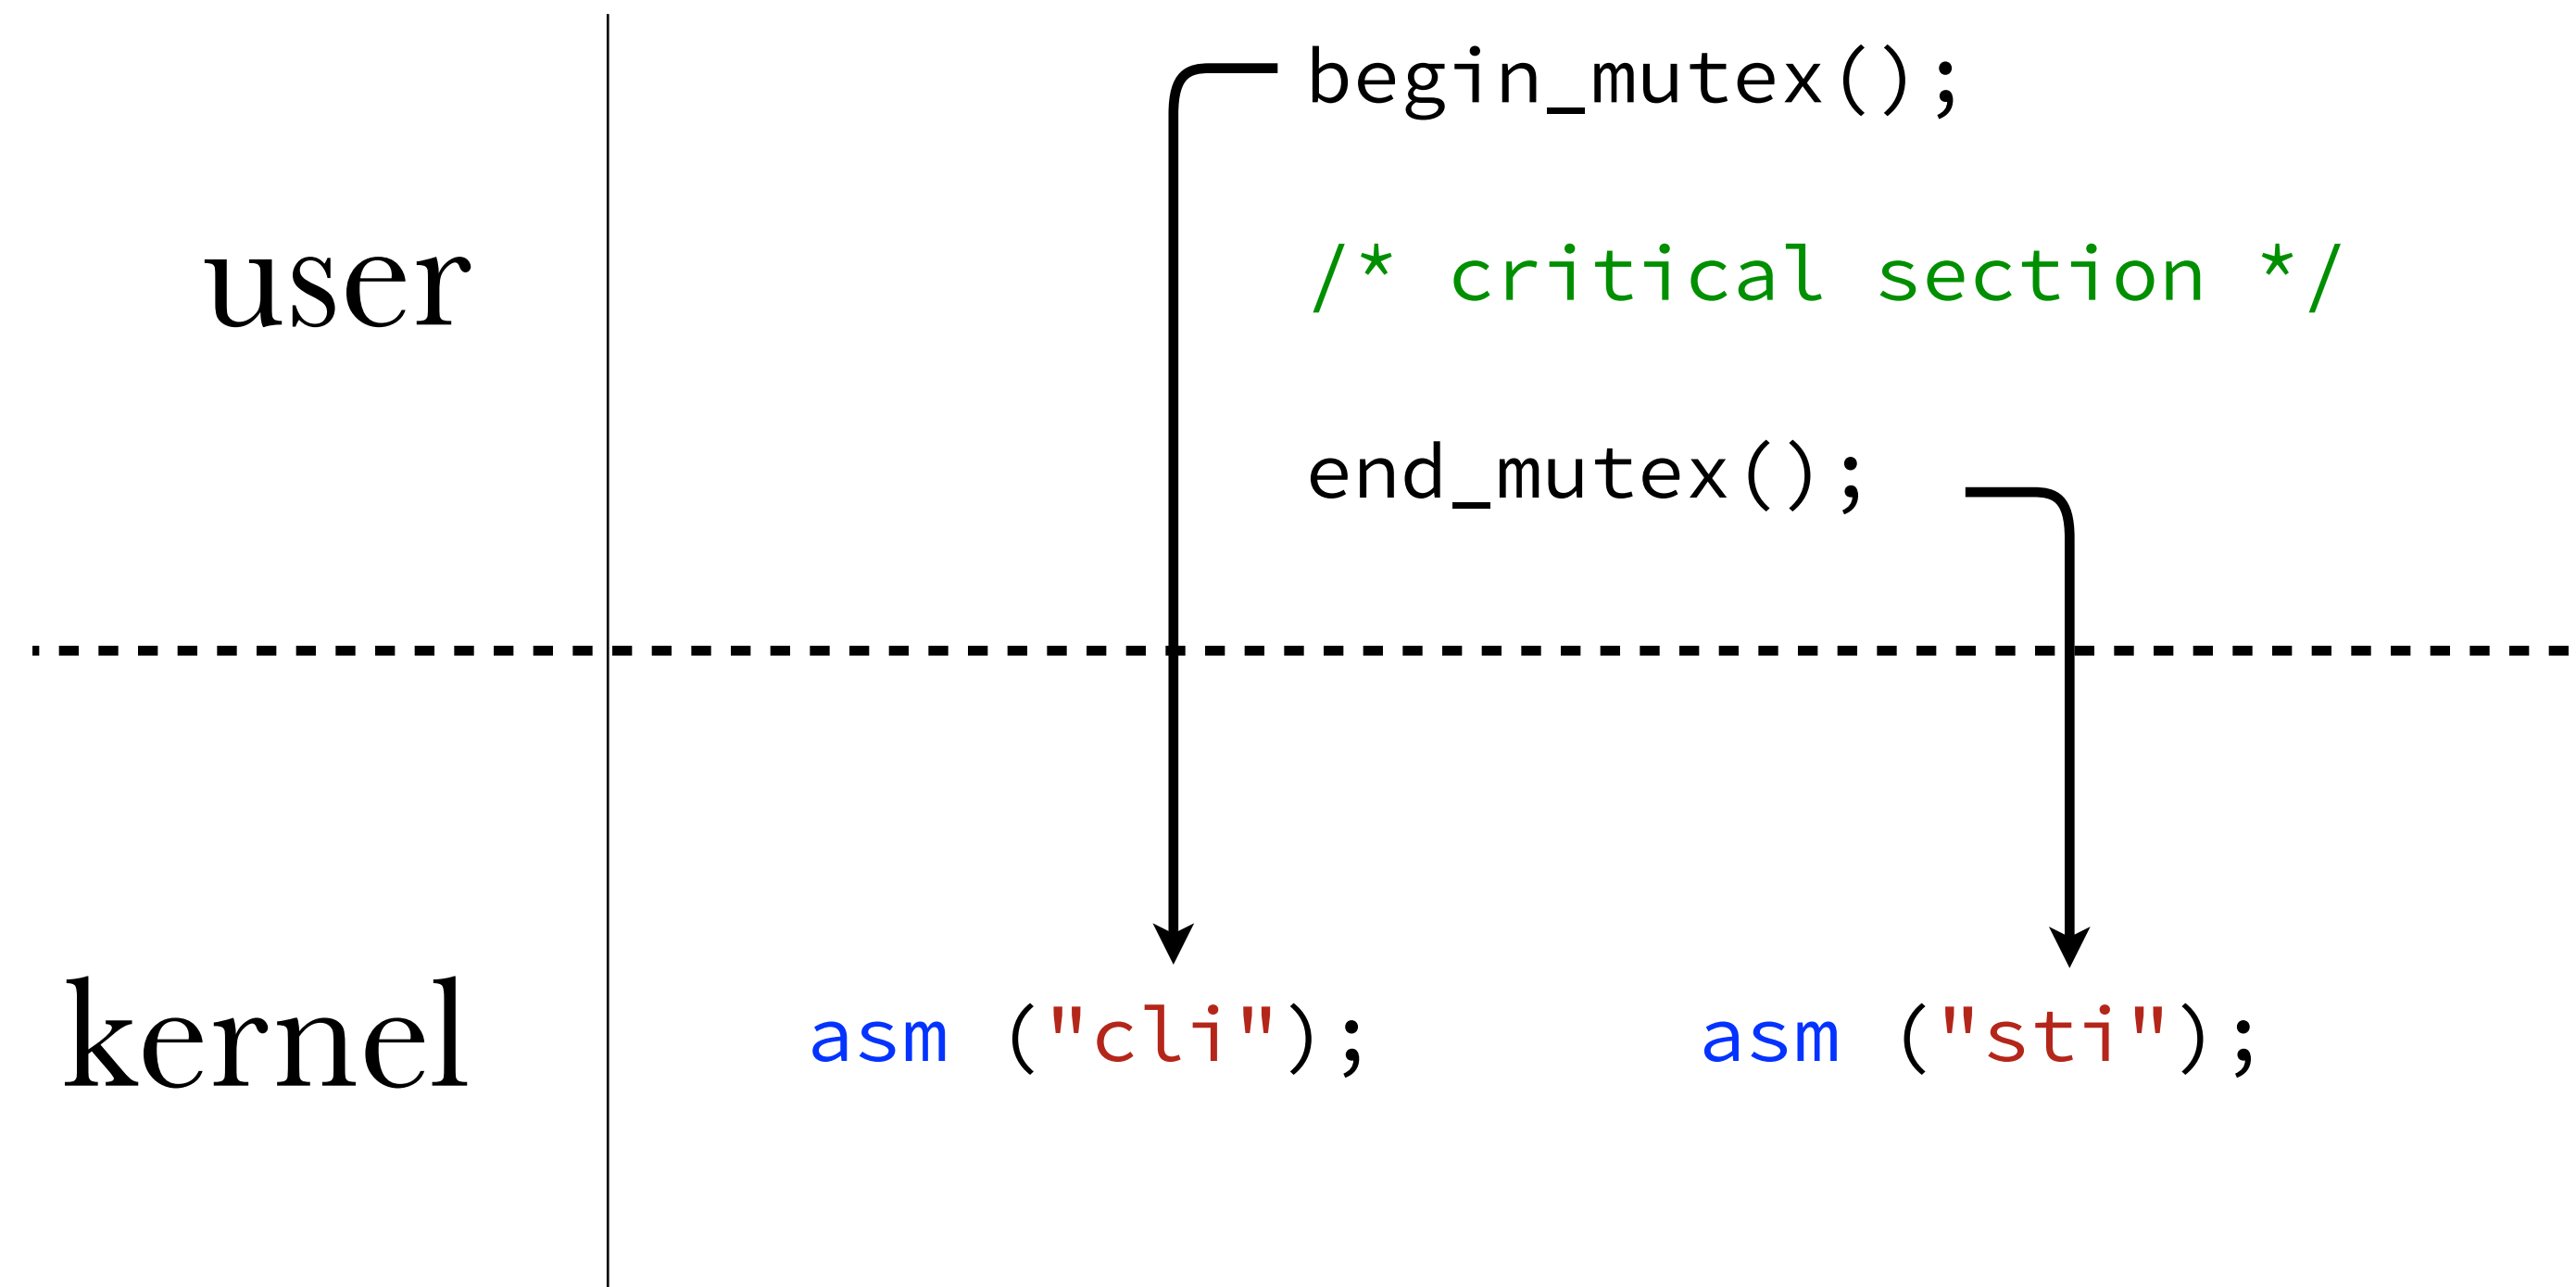 begin_mutex();
user
/* critical section */
end_mutex();
kernel
asm ("cli");
asm ("sti");